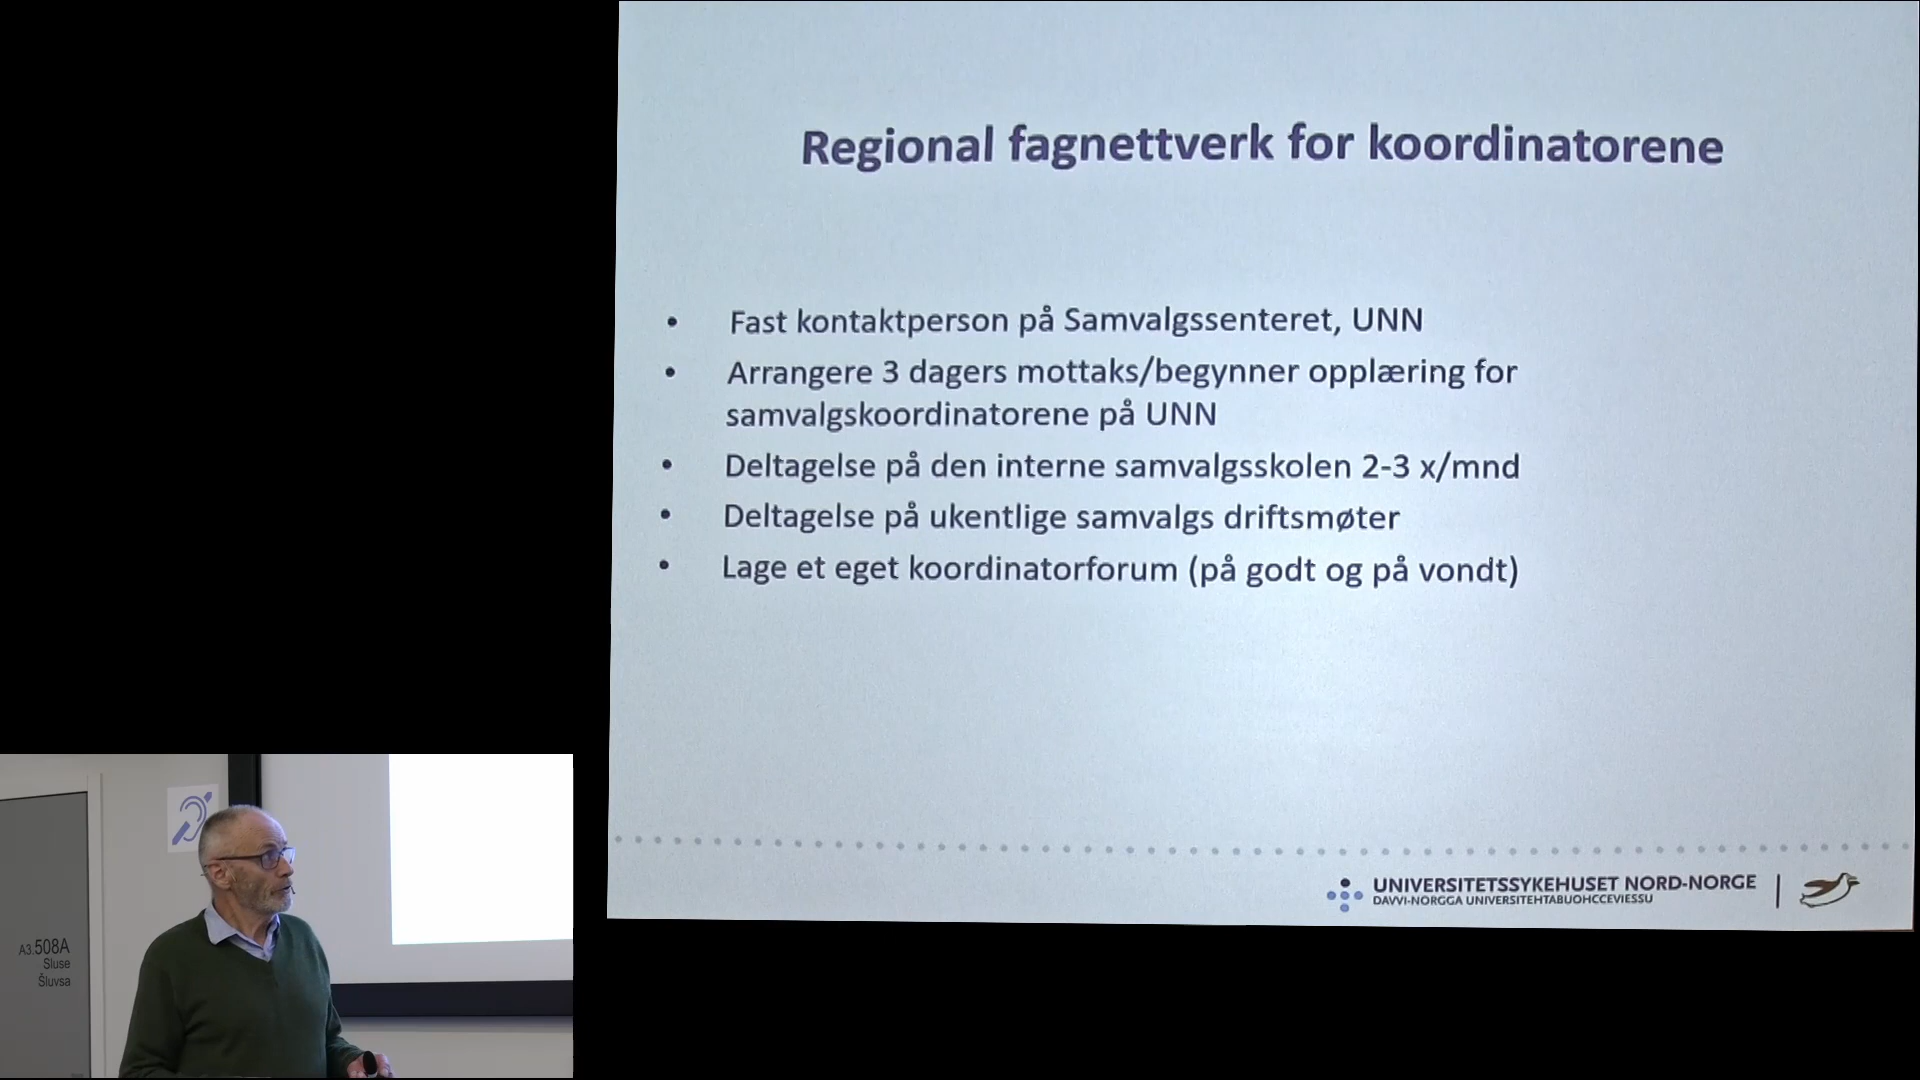 Regional fagnettverk for koordinatorene
• Fast kontaktperson på Samvalgssenteret, UNN
• Arrangere 3 dagers mottaks/begynner opplæring for
samvalgskoordinatorene på UNN
• Deltagelse på den interne samvalgsskolen 2-3 x/mnd
• Deltagelse på ukentlige samvalgs driftsmøter
• Lage et eget koordinatorforum (på godt og på vondt)
UNIVERSITETSSYKEHUSET NORD-NORGE
DAVVI-NORGGA UNIVERSITEHTABUOHCCEVIESSU
A3.508A
Sluse
Šluvsa